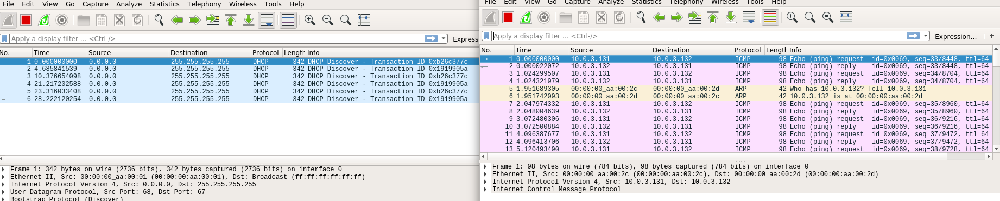 File Edit View Go Capture Analyze Statistics Telephony Wireless Tools Help
Apply a display filter ... <Ctrl-/>
Express
No. Time Source Destination Protocol Length Info
1 0.000000000 0.0.0.0 255.255.255.255 DHCP 342 DHCP Discover - Transaction ID 0xb26c377c
2 4.685841539 0.0.0.0 255.255.255.255 DHCP 342 DHCP Discover - Transaction ID 0x1919905a
3 10.376654098 0.0.0.0 255.255.255.255 DHCP 342 DHCP Discover - Transaction ID 0xb26c377c
4 21.217202588 0.0.0.0 255.255.255.255 DHCP 342 DHCP Discover - Transaction ID 0x1919905a
5 23.316033408 0.0.0.0 255.255.255.255 DHCP 342 DHCP Discover - Transaction ID 0xb26c377c
6 28.222120254 0.0.0.0 255.255.255.255 DHCP 342 DHCP Discover - Transaction ID 0x1919905a
Frame 1: 342 bytes on wire (2736 bits), 342 bytes captured (2736 bits) on interface 0
Ethernet II, Src: 00:00:00_aa:00:01 (00:00:00:aa:00:01), Dst: Broadcast (ff:ff:ff:ff:ff:ff)
Internet Protocol Version 4, Src: 0.0.0.0, Dst: 255.255.255.255
User Datagram Protocol, Src Port: 68, Dst Port: 67
Bootstrap Protocol (Discover)
File Edit View Go Capture Analyze Statistics Telephony Wireless Tools Help
Apply a display filter ... <Ctrl-/>
Expression... +
No. Time Source Destination Protocol Length Info
1 0.000000000 10.0.3.131 10.0.3.132 ICMP 98 Echo (ping) request id=0x0069, seq=33/8448, ttl=64
2 0.000022072 10.0.3.132 10.0.3.131 ICMP 98 Echo (ping) reply id=0x0069, seq=33/8448, ttl=64
3 1.024299507 10.0.3.131 10.0.3.132 ICMP 98 Echo (ping) request id=0x0069, seq=34/8704, ttl=64
4 1.024321979 10.0.3.132 10.0.3.131 ICMP 98 Echo (ping) reply id=0x0069, seq=34/8704, ttl=64
5 1.951689305 00:00:00_aa:00:2c 00:00:00_aa:00:2d ARP 42 Who has 10.0.3.132? Tell 10.0.3.131
6 1.951742093 00:00:00_aa:00:2d 00:00:00_aa:00:2c ARP 42 10.0.3.132 is at 00:00:00:aa:00:2d
7 2.047974332 10.0.3.131 10.0.3.132 ICMP 98 Echo (ping) request id=0x0069, seq=35/8960, ttl=64
8 2.048004639 10.0.3.132 10.0.3.131 ICMP 98 Echo (ping) reply id=0x0069, seq=35/8960, ttl=64
9 3.072480306 10.0.3.131 10.0.3.132 ICMP 98 Echo (ping) request id=0x0069, seq=36/9216, ttl=64
10 3.072500884 10.0.3.132 10.0.3.131 ICMP 98 Echo (ping) reply id=0x0069, seq=36/9216, ttl=64
11 4.096387677 10.0.3.131 10.0.3.132 ICMP 98 Echo (ping) request id=0x0069, seq=37/9472, ttl=64
12 4.096413706 10.0.3.132 10.0.3.131 ICMP 98 Echo (ping) reply id=0x0069, seq=37/9472, ttl=64
13 5.120493490 10.0.3.131 10.0.3.132 ICMP 98 Echo (ping) request id=0x0069, seq=38/9728, ttl=64
Frame 1: 98 bytes on wire (784 bits), 98 bytes captured (784 bits) on interface 0
Ethernet II, Src: 00:00:00_aa:00:2c (00:00:00:aa:00:2c), Dst: 00:00:00_aa:00:2d (00:00:00:aa:00:2d)
Internet Protocol Version 4, Src: 10.0.3.131, Dst: 10.0.3.132
Internet Control Message Protocol